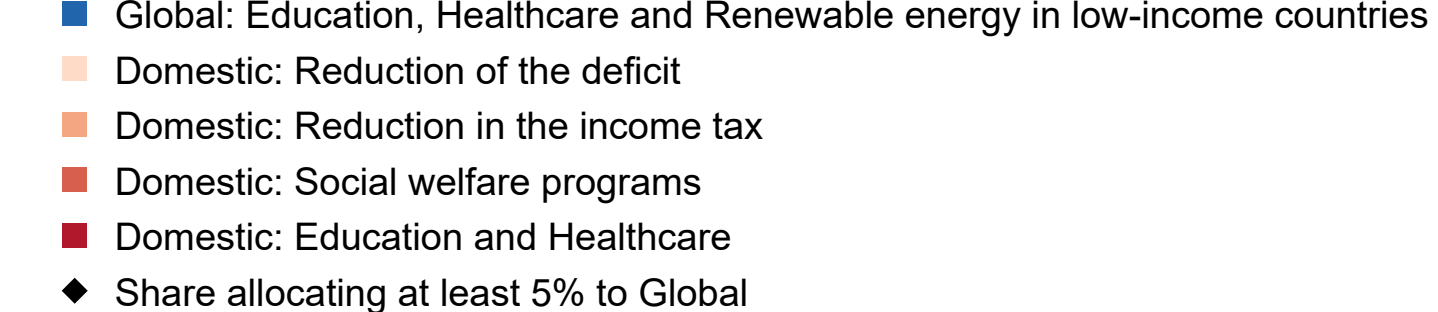 Global: Education, Healthcare and Renewable energy in low-income countries
Domestic: Reduction of the deficit
Domestic: Reduction in the income tax
Domestic: Social welfare programs
Domestic: Education and Healthcare
Share allocating at least 5% to Global